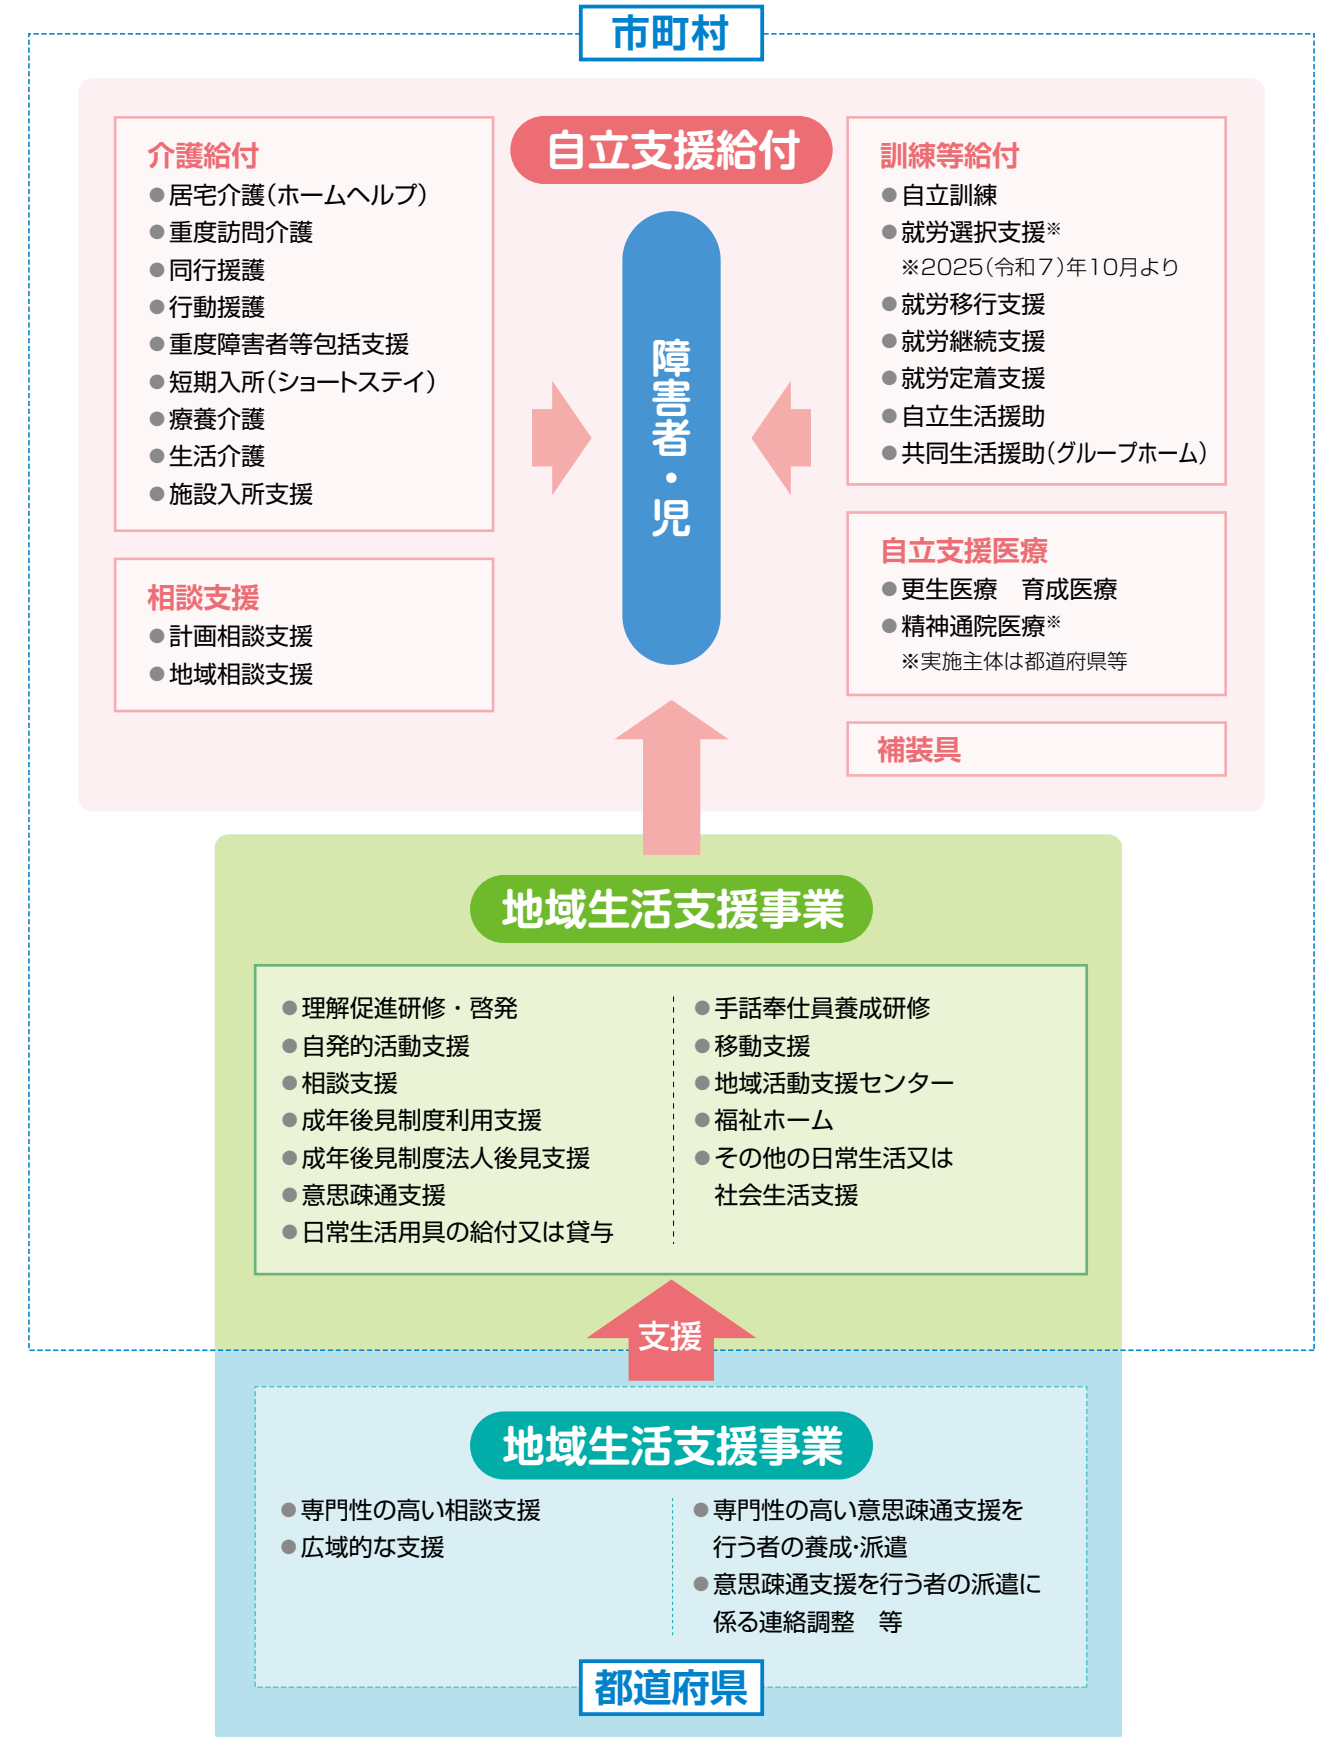 市町村
自立支援給付
介護給付
●居宅介護（ホームヘルプ）
●重度訪問介護
●同行援護
●行動援護
●重度障害者等包括支援
●短期入所（ショートステイ）
●療養介護
●生活介護
●施設入所支援
相談支援
●計画相談支援
●地域相談支援
障害者・児
訓練等給付
●自立訓練
●就労選択支援※
※2025（令和7）年10月より
●就労移行支援
●就労継続支援
●就労定着支援
●自立生活援助
●共同生活援助（グループホーム）
自立支援医療
●更生医療　育成医療
●精神通院医療※
※実施主体は都道府県等
補装具
地域生活支援事業
●理解促進研修・啓発
●自発的活動支援
●相談支援
●成年後見制度利用支援
●成年後見制度法人後見支援
●意思疎通支援
●日常生活用具の給付又は貸与
●手話奉仕員養成研修
●移動支援
●地域活動支援センター
●福祉ホーム
●その他の日常生活又は
社会生活支援
支援
地域生活支援事業
●専門性の高い相談支援
●広域的な支援
●専門性の高い意思疎通支援を
行う者の養成・派遣
●意思疎通支援を行う者の派遣に
係る連絡調整　等
都道府県